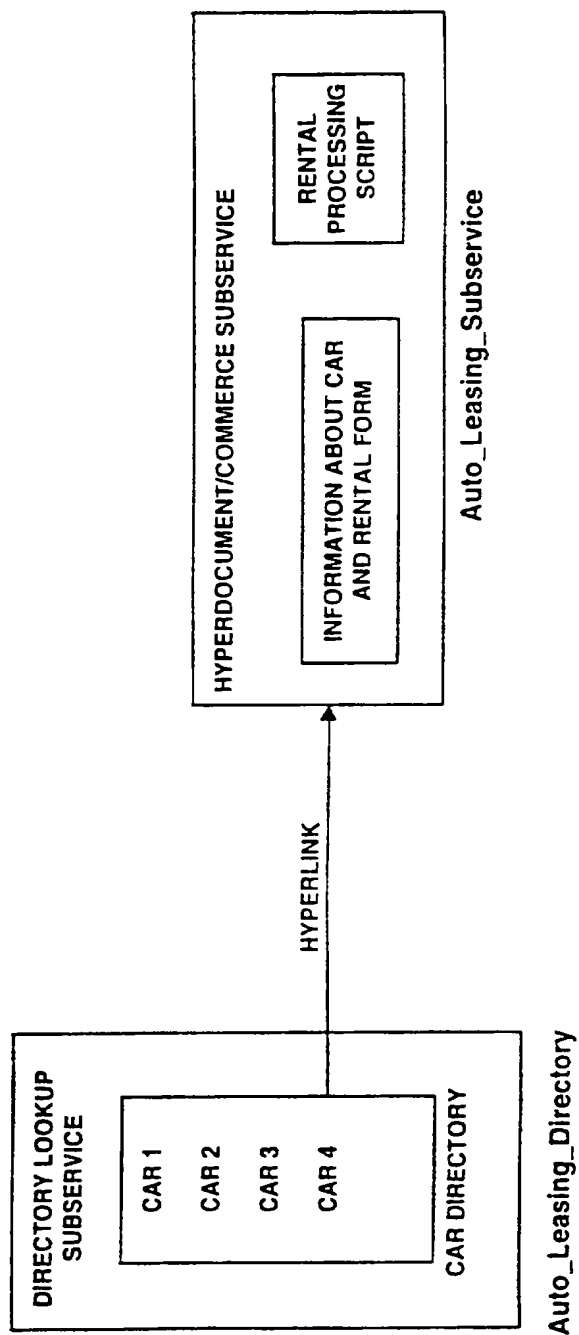 DIRECTORY LOOKUP
SUBSERVICE
CAR 1
CAR 2
CAR 3
CAR 4
CAR DIRECTORY
Auto_Leasing_Directory
HYPERLINK
HYPERDOCUMENT/COMMERCE SUBSERVICE
INFORMATION ABOUT CAR
AND RENTAL FORM
RENTAL
PROCESSING
SCRIPT
Auto_Leasing_Subservice